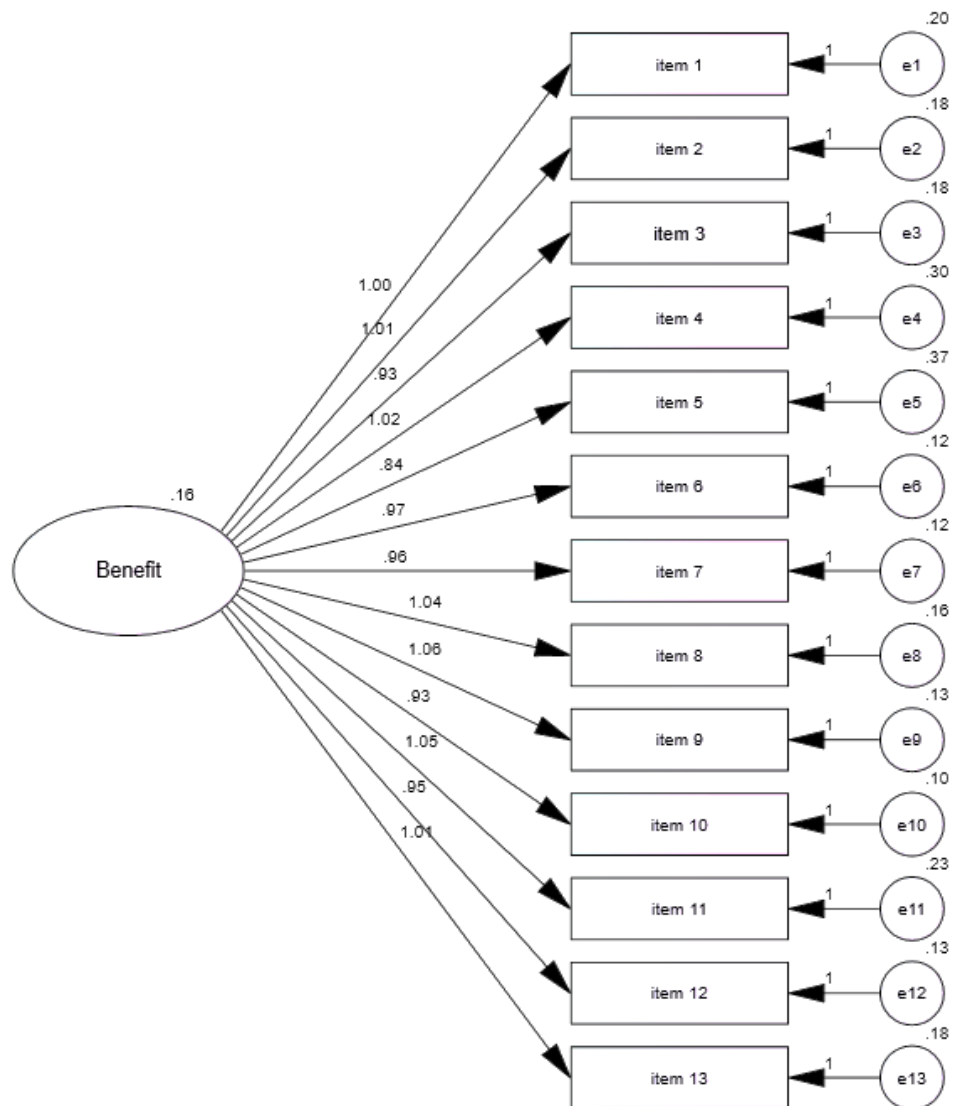 .20
item 1
1
e1
.18
item 2
1
e2
.18
item 3
1
e3
.30
item 4
1
e4
.37
item 5
1
e5
.12
item 6
1
e6
.12
item 7
1
e7
.16
item 8
1
e8
.13
item 9
1
e9
.10
item 10
1
e10
.23
item 11
1
e11
.13
item 12
1
e12
.18
item 13
1
e13
1.00
1.01
.93
1.02
.84
.97
.96
1.04
1.06
.93
1.05
.95
1.01
.16
Benefit